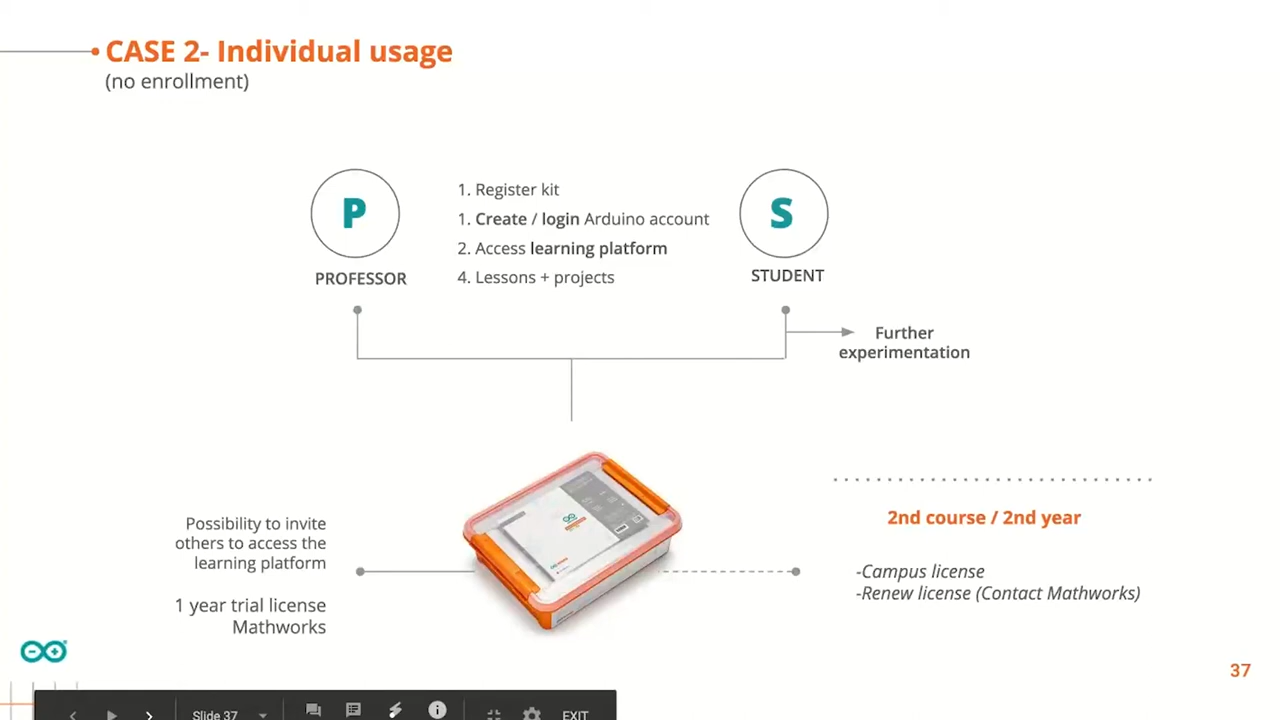 CASE 2- Individual usage
(no enrollment)
P
PROFESSOR
1. Register kit
1. Create / login Arduino account
2. Access learning platform
4. Lessons + projects
S
STUDENT
Further
experimentation
Possibility to invite
others to access the
learning platform
1 year trial license
Mathworks
2nd course / 2nd year
-Campus license
-Renew license (Contact Mathworks)
37
Slide 37
EXIT